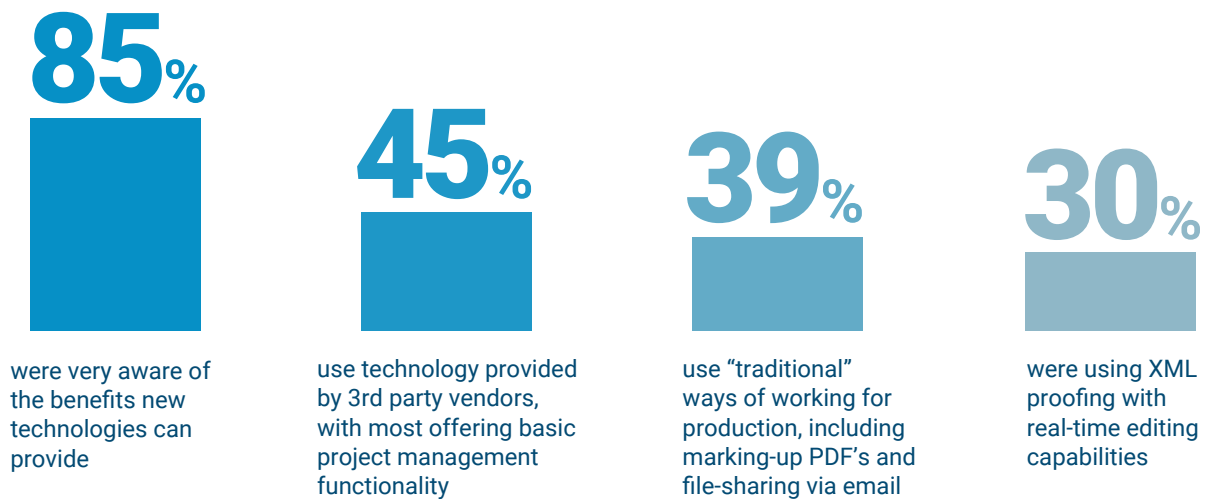 85%
were very aware of
the benefits new
technologies can
provide
45%
use technology provided
by 3rd party vendors,
with most offering basic
project management
functionality
39%
use “traditional”
ways of working for
production, including
marking-up PDF's and
file-sharing via email
30%
were using XML
proofing with
real-time editing
capabilities